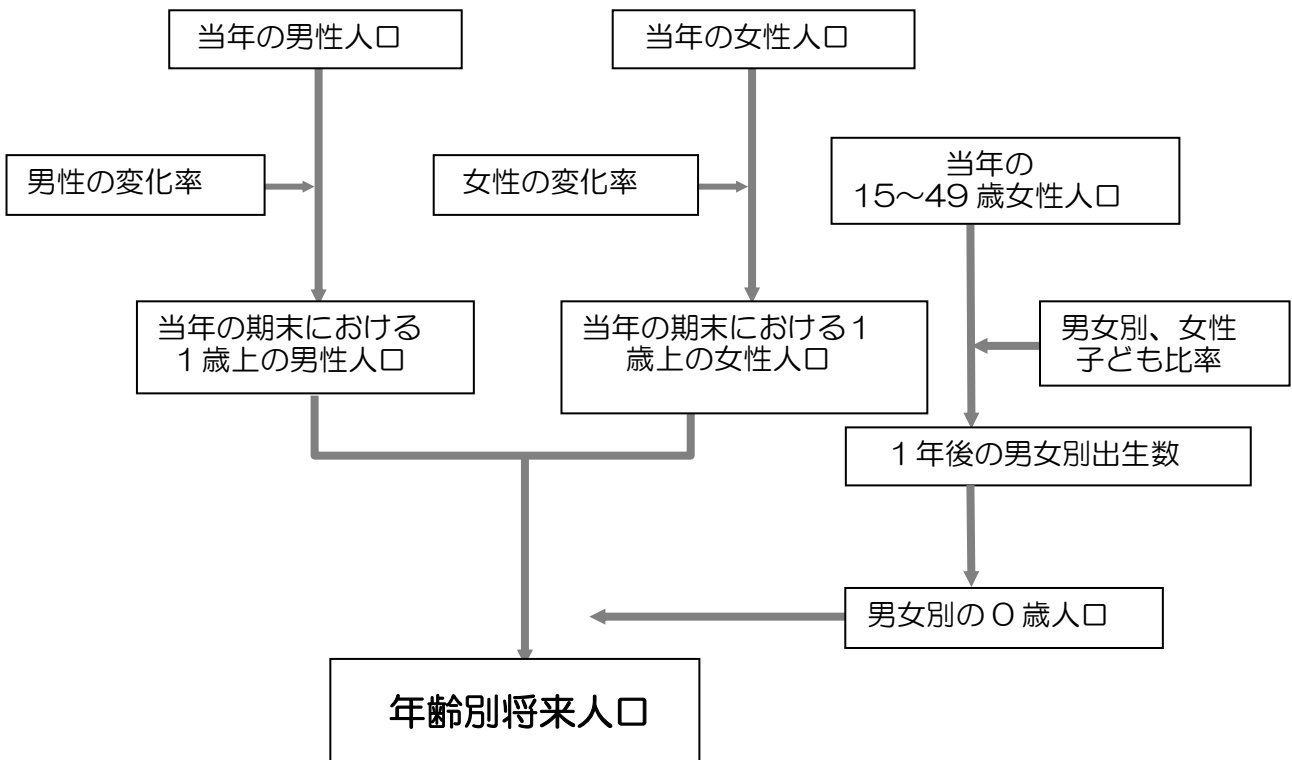 当年の男性人口
当年の女性人口
男性の変化率
女性の変化率
当年の
15~49歳女性人口
当年の期末における
1歳上の男性人口
当年の期末における1
歳上の女性人口
男女別、女性
子ども比率
1年後の男女別出生数
男女別の0歳人口
年齢別将来人口